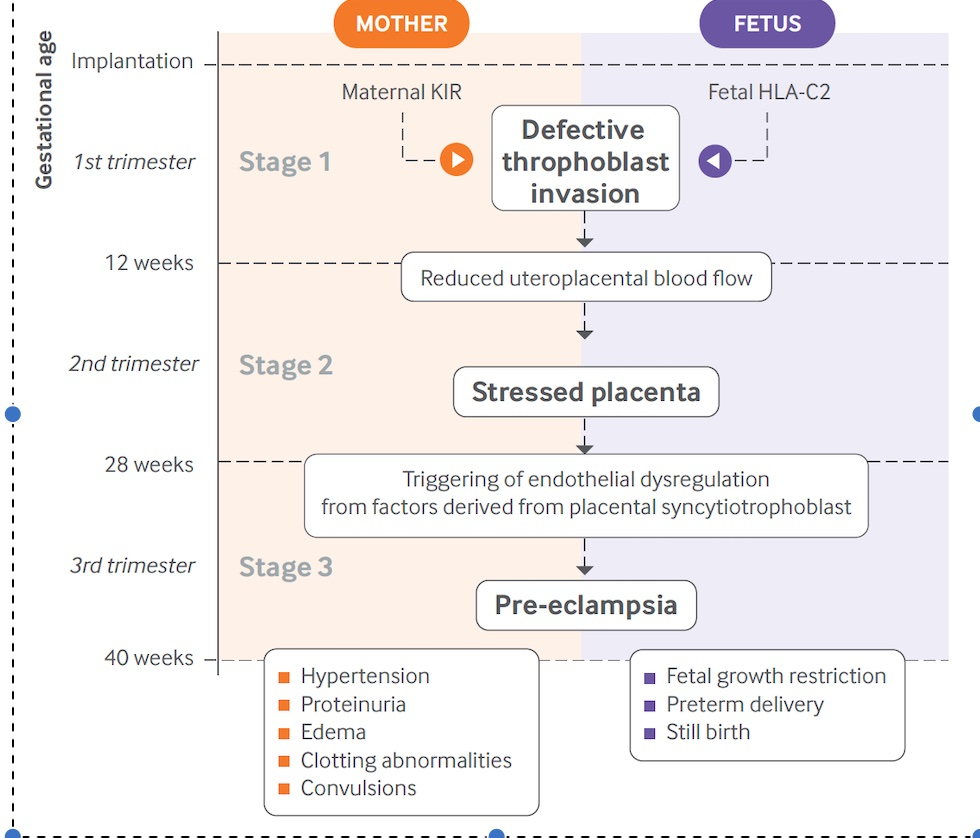 MOTHER
FETUS
Gestational age
Implantation
Maternal KIR
Fetal HLA-C2
1st trimester
Stage 1
Defective
throphoblast
invasion
12 weeks
Reduced uteroplacental blood flow
2nd trimester
Stage 2
Stressed placenta
28 weeks
Triggering of endothelial dysregulation
from factors derived from placental syncytiotrophoblast
3rd trimester
Stage 3
Pre-eclampsia
40 weeks
Hypertension
Proteinuria
Edema
Clotting abnormalities
Convulsions
Fetal growth restriction
Preterm delivery
Still birth